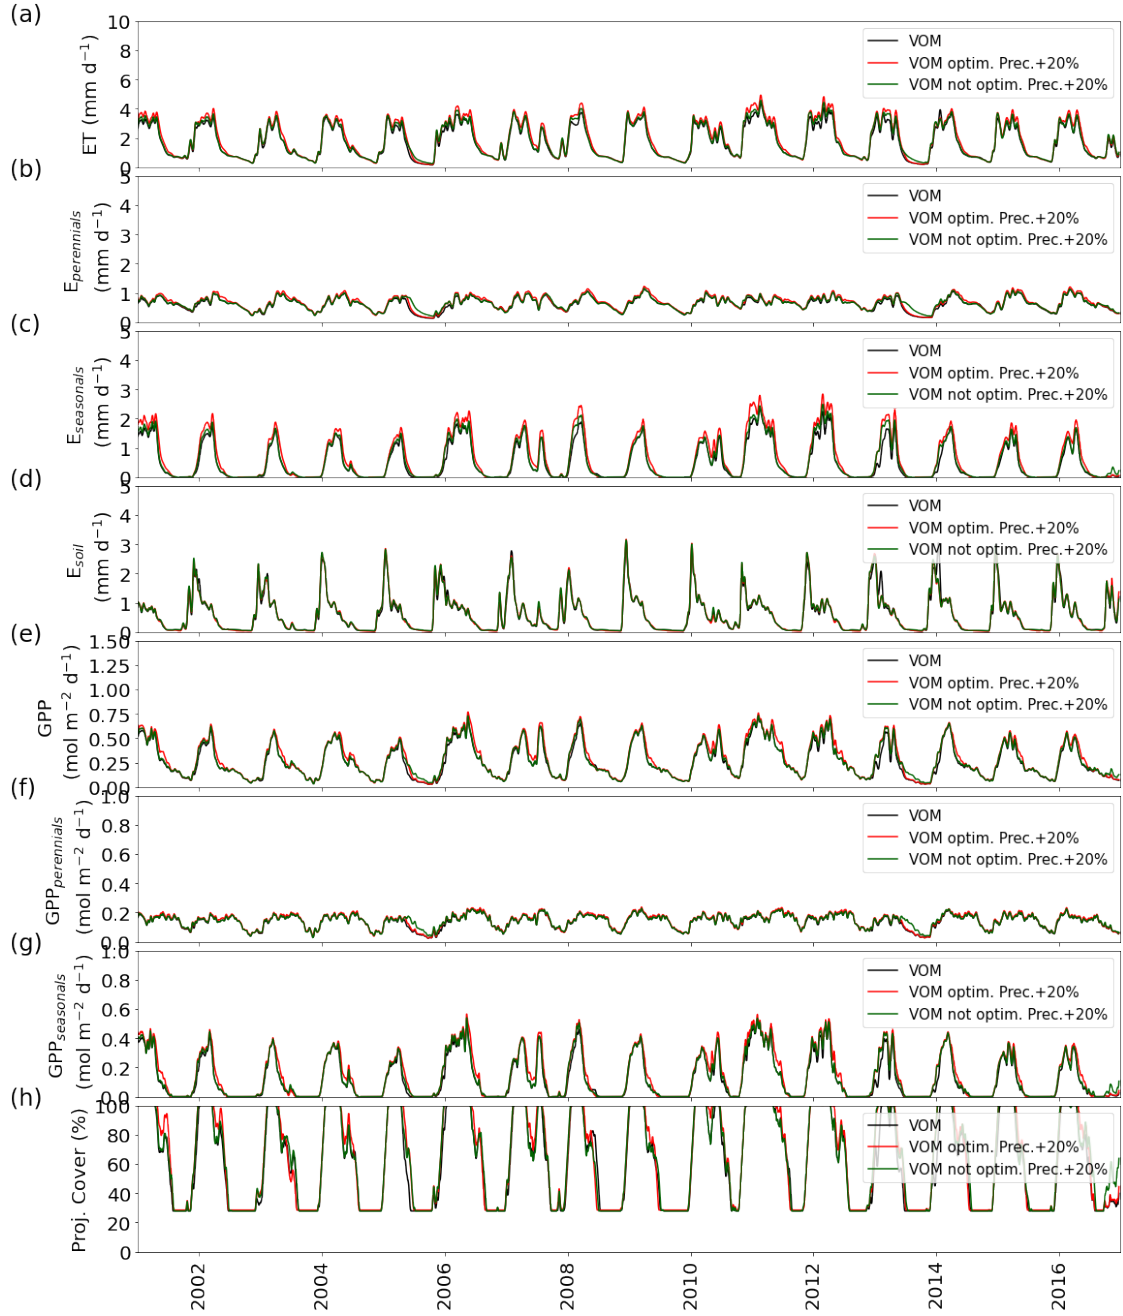 (a)
10
8
6
4
2
0
ET (mm d⁻¹)
VOM
VOM optim. Prec.+20%
VOM not optim. Prec.+20%
(b)
5
4
3
2
1
0
E_perennials
(mm d⁻¹)
VOM
VOM optim. Prec.+20%
VOM not optim. Prec.+20%
(c)
5
4
3
2
1
0
E_seasonals
(mm d⁻¹)
VOM
VOM optim. Prec.+20%
VOM not optim. Prec.+20%
(d)
5
4
3
2
1
0
E_soil
(mm d⁻¹)
VOM
VOM optim. Prec.+20%
VOM not optim. Prec.+20%
(e)
1.50
1.25
1.00
0.75
0.50
0.25
0.00
GPP
(mol m⁻² d⁻¹)
VOM
VOM optim. Prec.+20%
VOM not optim. Prec.+20%
(f)
1.0
0.8
0.6
0.4
0.2
0.0
GPP_perennials
(mol m⁻² d⁻¹)
VOM
VOM optim. Prec.+20%
VOM not optim. Prec.+20%
(g)
1.0
0.8
0.6
0.4
0.2
0.0
GPP_seasonals
(mol m⁻² d⁻¹)
VOM
VOM optim. Prec.+20%
VOM not optim. Prec.+20%
(h)
100
80
60
40
20
0
Proj. Cover (%)
VOM
VOM optim. Prec.+20%
VOM not optim. Prec.+20%
2002
2004
2006
2008
2010
2012
2014
2016